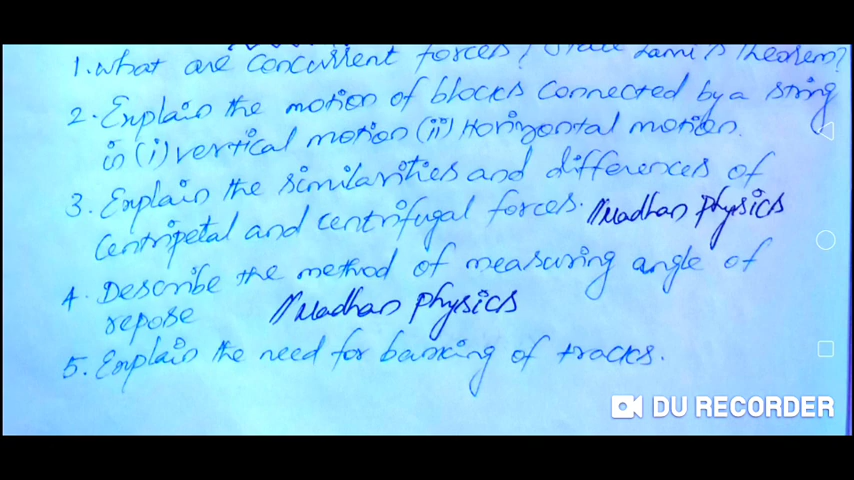 1. What are concurrent forces? State Lami's theorem?
2. Explain the motion of blocks connected by a string
in (i) vertical motion (ii) Horizontal motion.
3. Explain the similarities and differences of
centripetal and centrifugal forces. Madhan physics
4. Describe the method of measuring angle of
repose Madhan physics
5. Explain the need for banking of tracks.
DU RECORDER